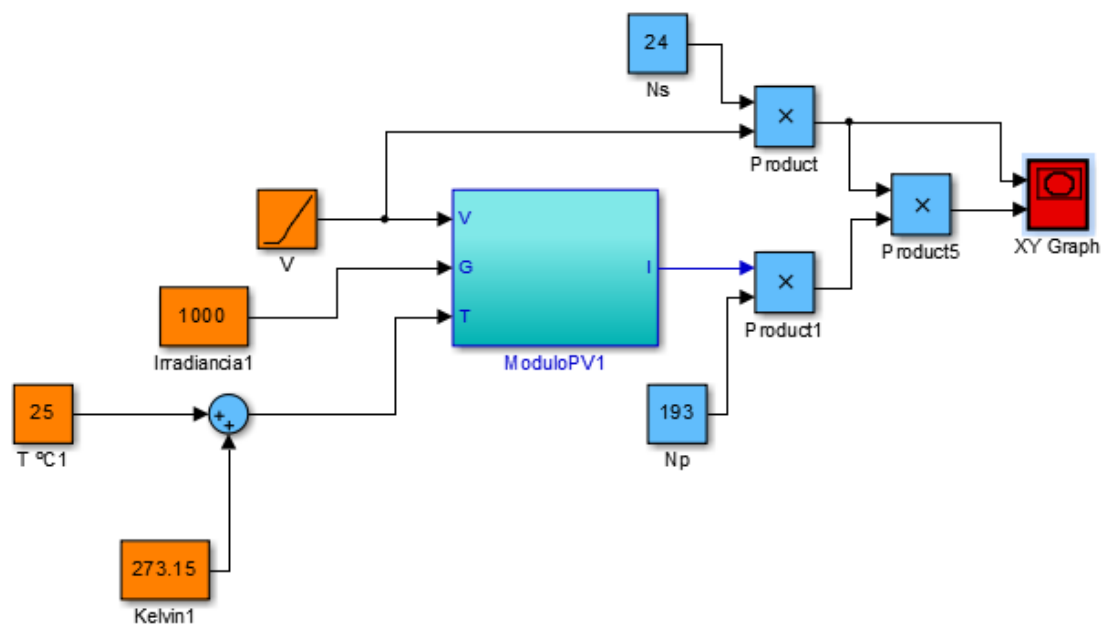 24
Ns
×
Product
V
G
T
I
ModuloPV1
V
×
Product5
XY Graph
1000
Irradiancia1
×
Product1
25
T ºC1
+
+
193
Np
273.15
Kelvin1